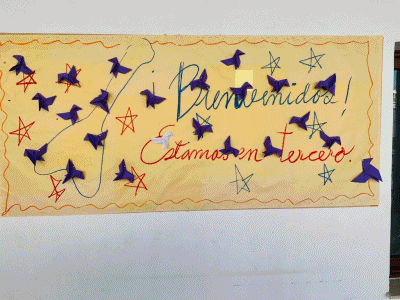 ¡Bienvenidos!
Estamos en tercero.